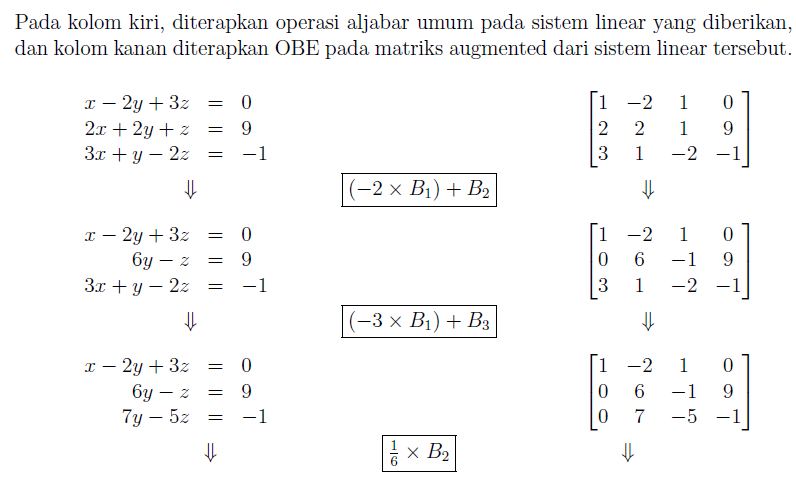 Pada kolom kiri, diterapkan operasi aljabar umum pada sistem linear yang diberikan,
dan kolom kanan diterapkan OBE pada matriks augmented dari sistem linear tersebut.
x − 2y + 3z = 0 [1 −2 1 0
2x + 2y + z = 9 2 2 1 9
3x + y − 2z = −1 3 1 −2 −1]
⇓ (−2 × B₁) + B₂ ⇓
x − 2y + 3z = 0 [1 −2 1 0
6y − z = 9 0 6 −1 9
3x + y − 2z = −1 3 1 −2 −1]
⇓ (−3 × B₁) + B₃ ⇓
x − 2y + 3z = 0 [1 −2 1 0
6y − z = 9 0 6 −1 9
7y − 5z = −1 0 7 −5 −1]
⇓ 1/6 × B₂ ⇓